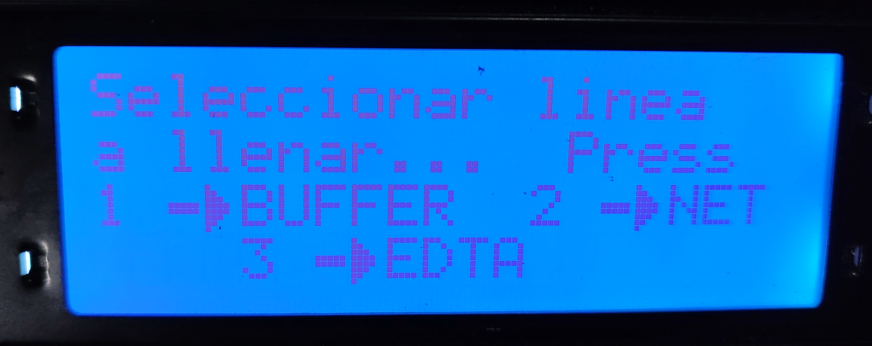 Seleccionar linea
a llenar... Press
1 -→BUFFER 2 -→NET
3 -→EDTA